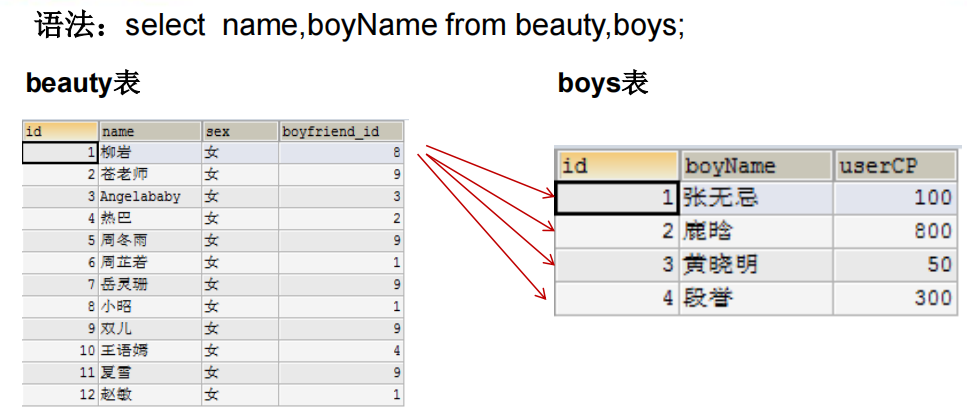 语法：select name,boyName from beauty,boys;
beauty表
boys表
id name sex boyfriend_id
1 柳岩 女 8
2 苍老师 女 9
3 Angelababy 女 3
4 热巴 女 2
5 周冬雨 女 9
6 周芷若 女 1
7 岳灵珊 女 9
8 小昭 女 1
9 双儿 女 9
10 王语嫣 女 4
11 夏雪 女 9
12 赵敏 女 1
id boyName userCP
1 张无忌 100
2 鹿晗 800
3 黄晓明 50
4 段誉 300